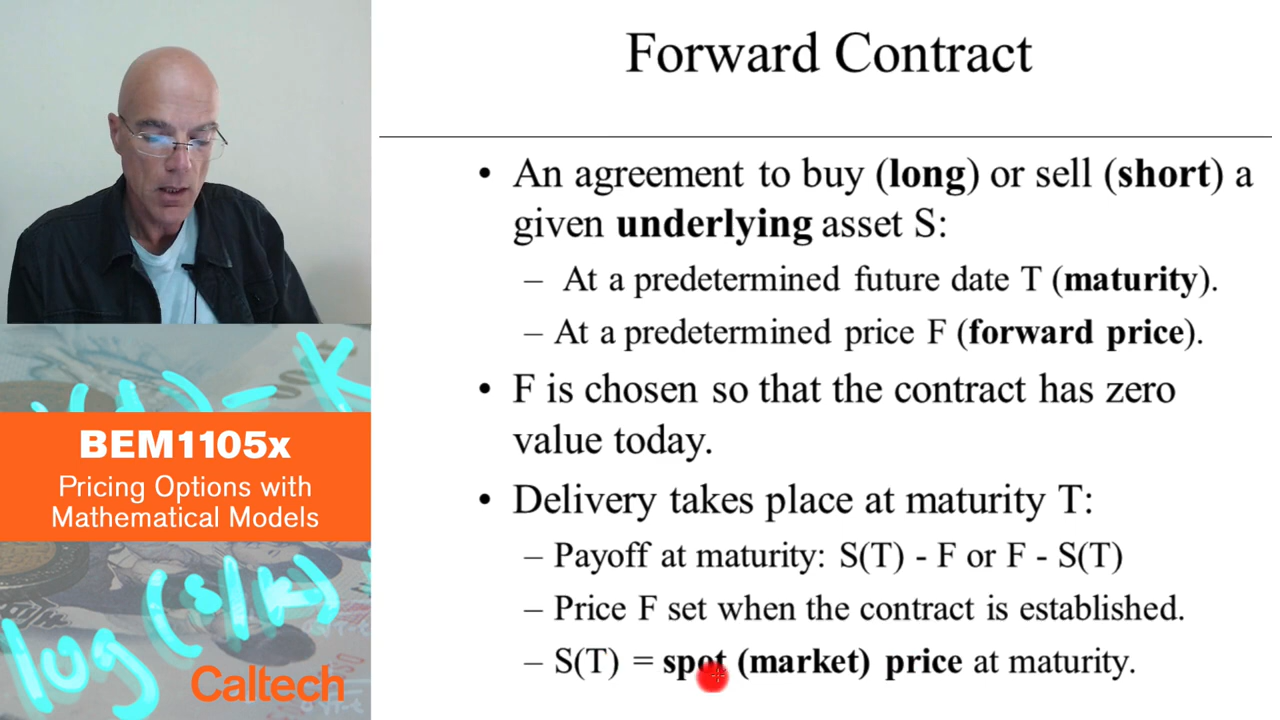 Forward Contract
• An agreement to buy (long) or sell (short) a
given underlying asset S:
– At a predetermined future date T (maturity).
– At a predetermined price F (forward price).
• F is chosen so that the contract has zero
value today.
• Delivery takes place at maturity T:
– Payoff at maturity: S(T) - F or F - S(T)
– Price F set when the contract is established.
– S(T) = spot (market) price at maturity.
BEM1105x
Pricing Options with
Mathematical Models
log (s/K)
Caltech